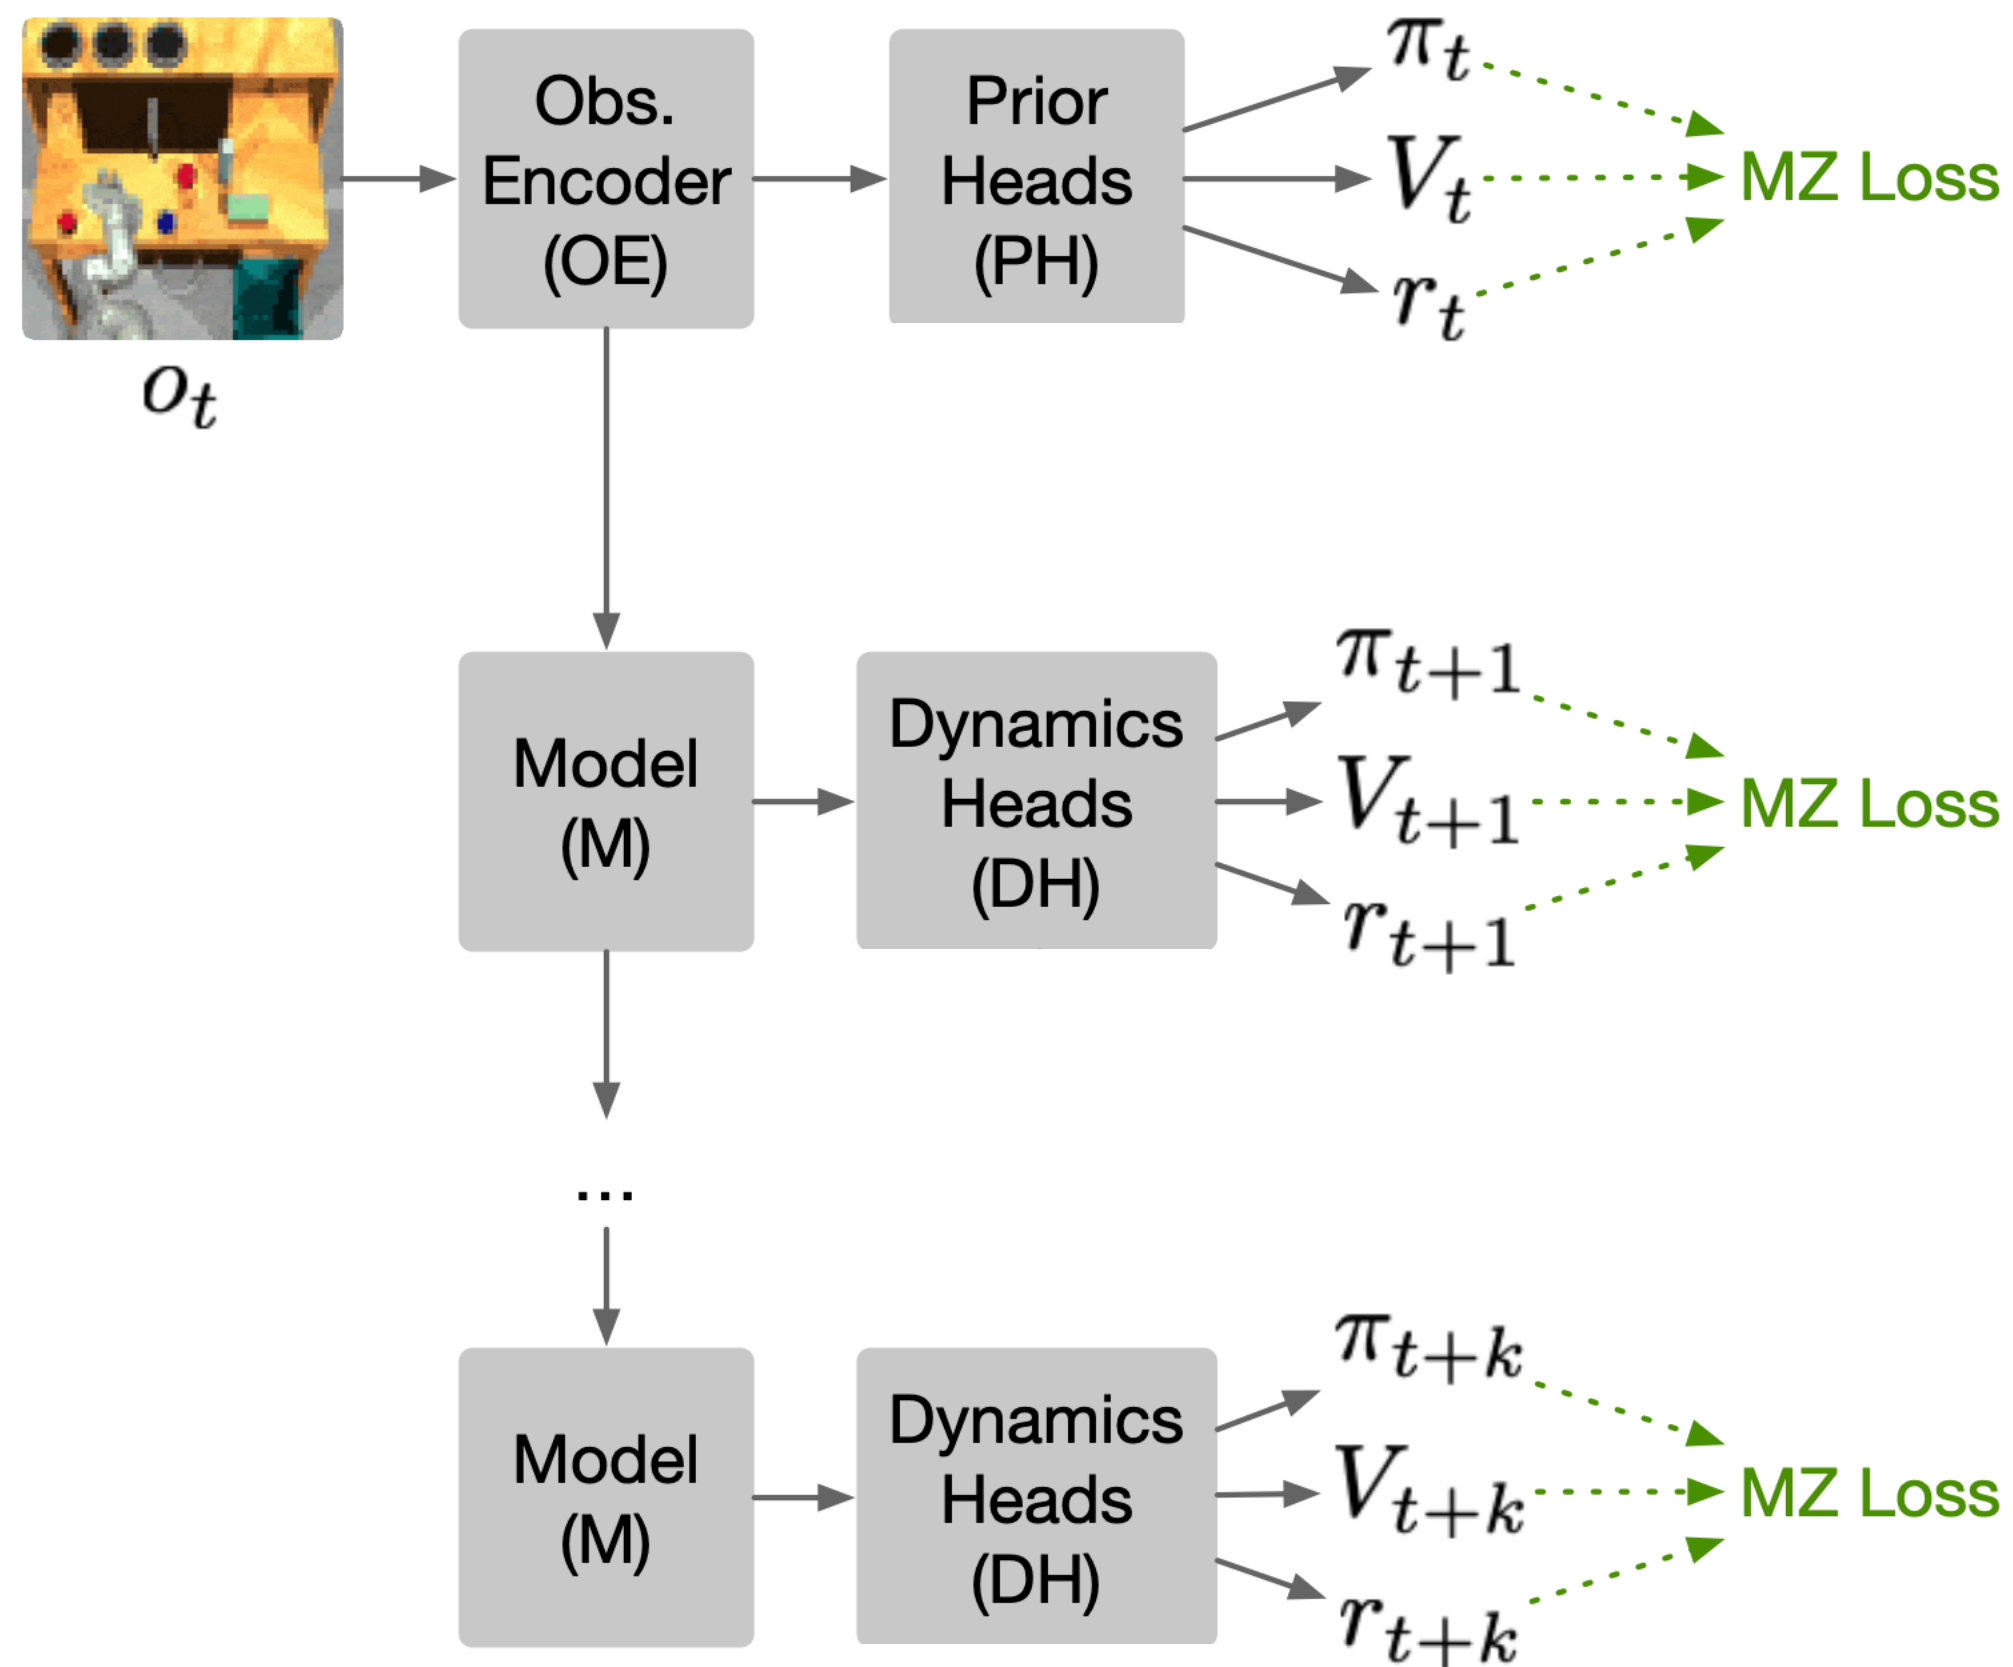 Obs.
Encoder
(OE)
Prior
Heads
(PH)
π_t
V_t
r_t
MZ Loss
o_t
Model
(M)
Dynamics
Heads
(DH)
π_{t+1}
V_{t+1}
r_{t+1}
MZ Loss
...
Model
(M)
Dynamics
Heads
(DH)
π_{t+k}
V_{t+k}
r_{t+k}
MZ Loss